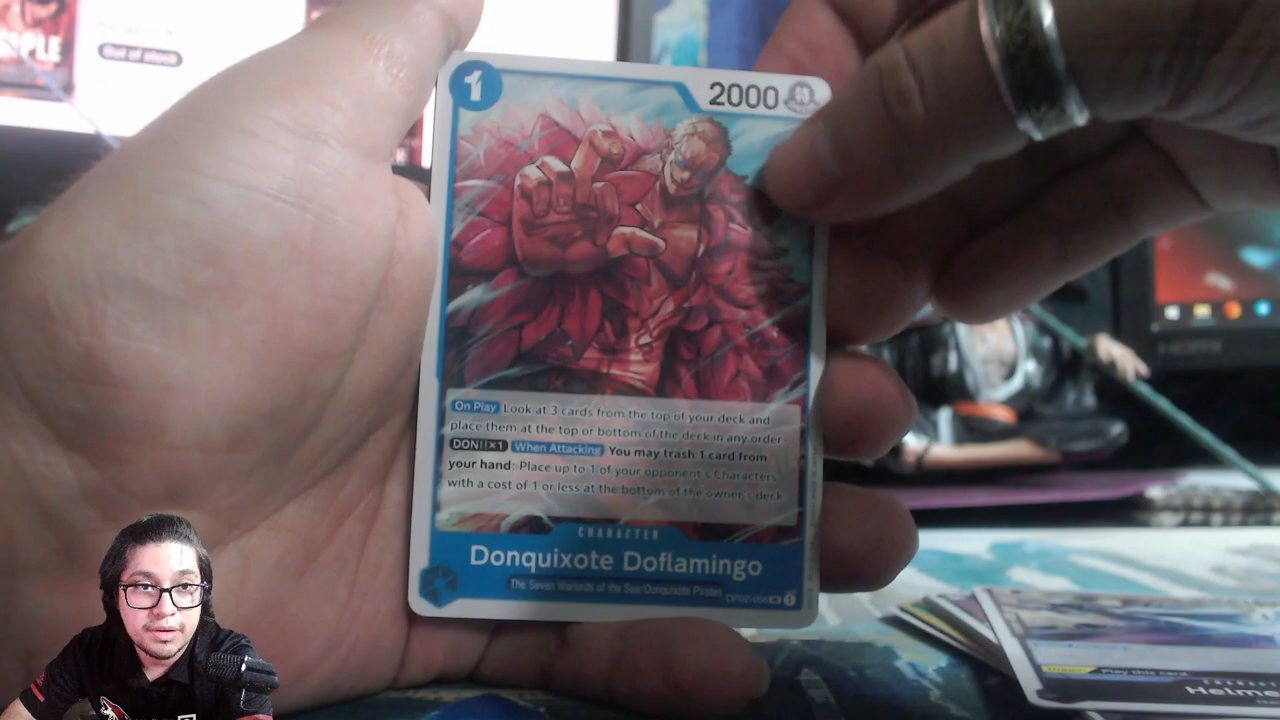 PLE
Out of stock
1
2000
On Play Look at 3 cards from the top of your deck and
place them at the top or bottom of the deck in any order.
DON!!×1 When Attacking You may trash 1 card from
your hand: Place up to 1 of your opponent's Characters
with a cost of 1 or less at the bottom of the owner's deck.
CHARACTER
Donquixote Doflamingo
The Seven Warlords of the Sea/Donquixote Pirates
1
Play this card
Helme